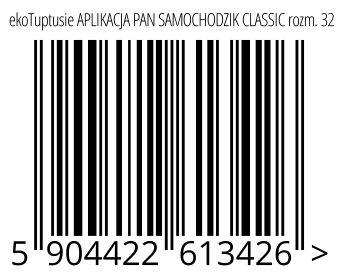 ekoTuptusie APLIKACJA PAN SAMOCHODZIK CLASSIC rozm. 32
5 904422 613426 >